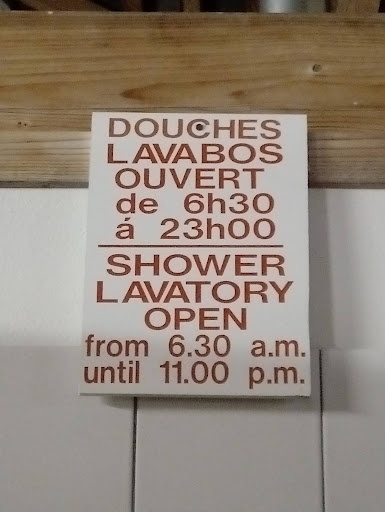 DOUCHES
LAVABOS
OUVERT
de 6h30
á 23h00
SHOWER
LAVATORY
OPEN
from 6.30 a.m.
until 11.00 p.m.